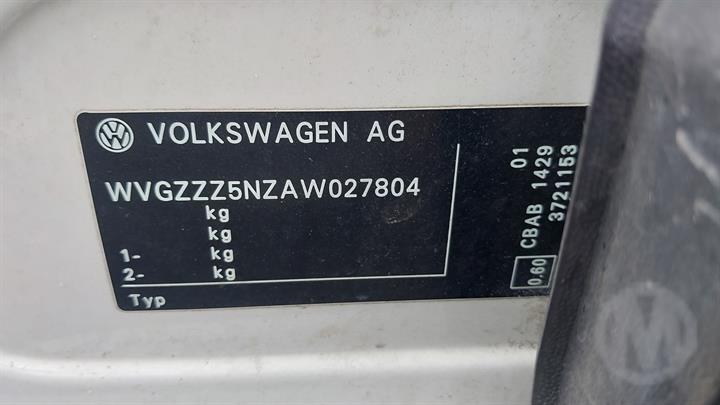 VOLKSWAGEN AG
WVGZZZ5NZAW027804
kg
kg
1- kg
2- kg
Typ
01
CBAB 1429
3721153
0.60